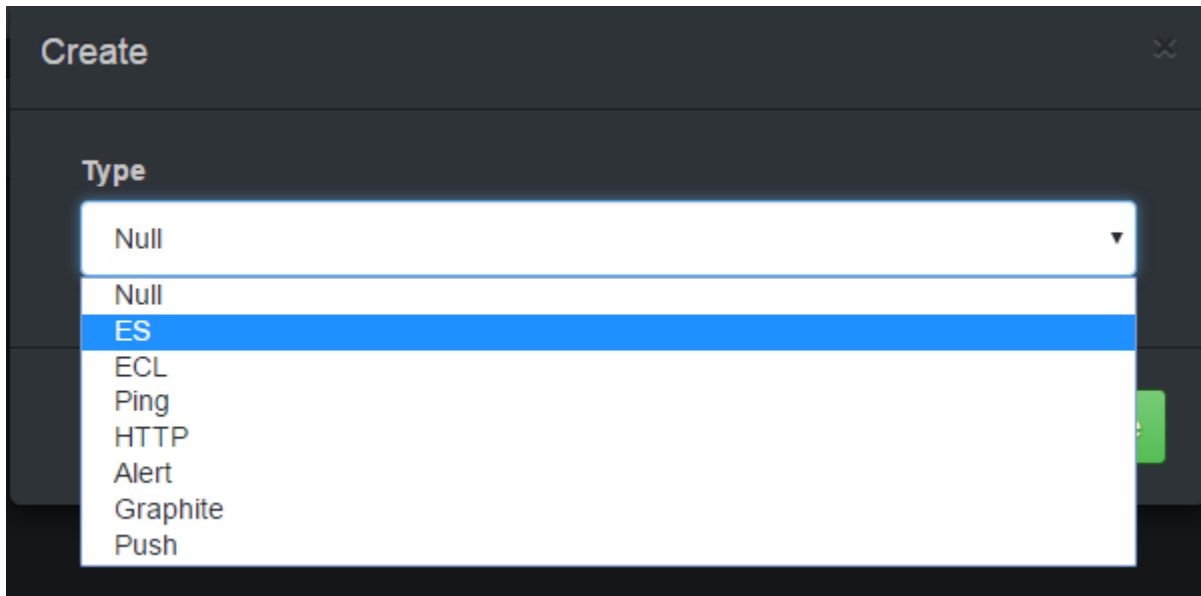 Create
Type
Null
Null
ES
ECL
Ping
HTTP
Alert
Graphite
Push